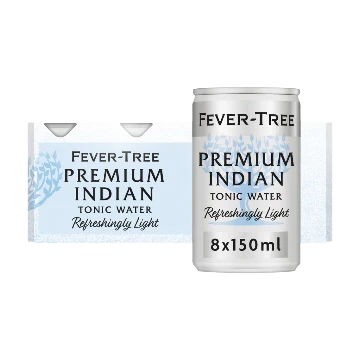 FEVER-TREE
PREMIUM
INDIAN
TONIC WATER
Refreshingly Light
FEVER-TREE
PREMIUM
INDIAN
TONIC WATER
Refreshingly Light
8x150ml